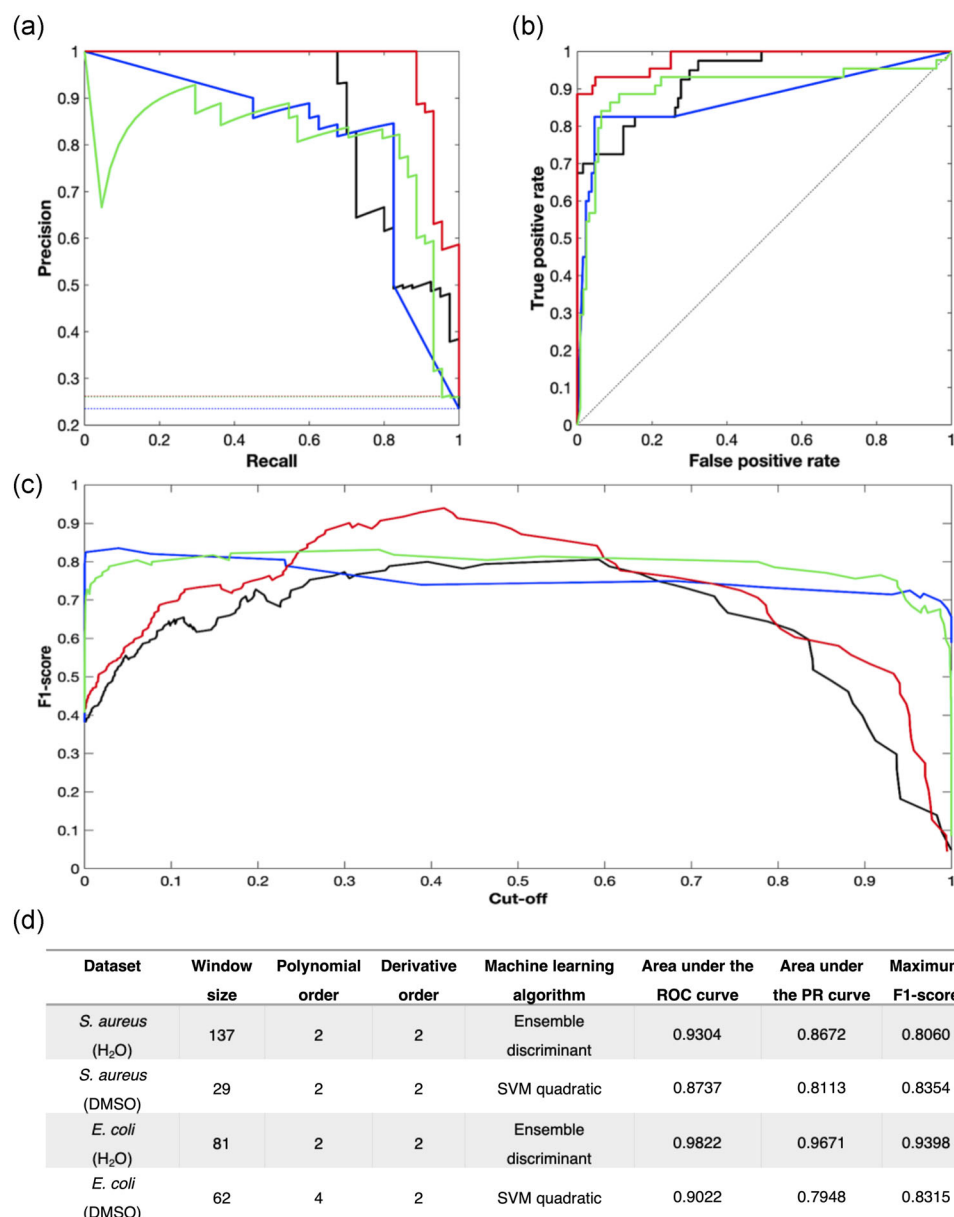 (a)
(b)
1
0.9
0.8
0.7
0.6
0.5
0.4
0.3
0.2
Precision
0 0.2 0.4 0.6 0.8 1
Recall
1
0.9
0.8
0.7
0.6
0.5
0.4
0.3
0.2
0.1
0
True positive rate
0 0.2 0.4 0.6 0.8 1
False positive rate
(c)
1
0.9
0.8
0.7
0.6
0.5
0.4
0.3
0.2
0.1
0
F1-score
0 0.1 0.2 0.3 0.4 0.5 0.6 0.7 0.8 0.9 1
Cut-off
(d)
Dataset Window size Polynomial order Derivative order Machine learning algorithm Area under the ROC curve Area under the PR curve Maximum F1-score
S. aureus (H₂O) 137 2 2 Ensemble discriminant 0.9304 0.8672 0.8060
S. aureus (DMSO) 29 2 2 SVM quadratic 0.8737 0.8113 0.8354
E. coli (H₂O) 81 2 2 Ensemble discriminant 0.9822 0.9671 0.9398
E. coli (DMSO) 62 4 2 SVM quadratic 0.9022 0.7948 0.8315